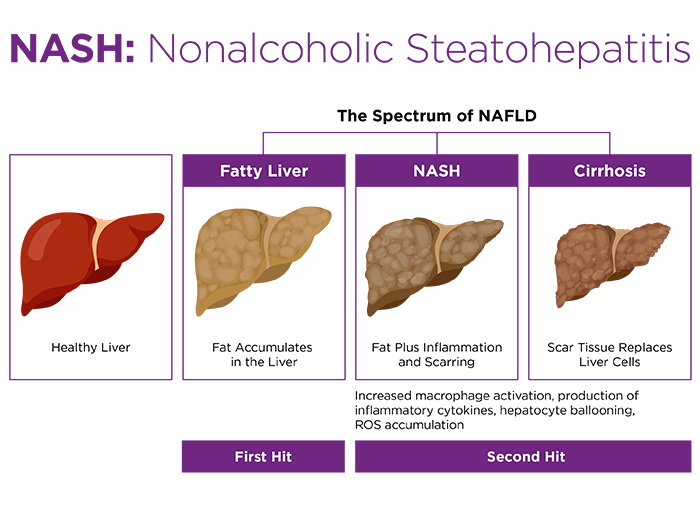 NASH: Nonalcoholic Steatohepatitis
The Spectrum of NAFLD
Healthy Liver
Fatty Liver
Fat Accumulates
in the Liver
NASH
Fat Plus Inflammation
and Scarring
Cirrhosis
Scar Tissue Replaces
Liver Cells
Increased macrophage activation, production of
inflammatory cytokines, hepatocyte ballooning,
ROS accumulation
First Hit
Second Hit